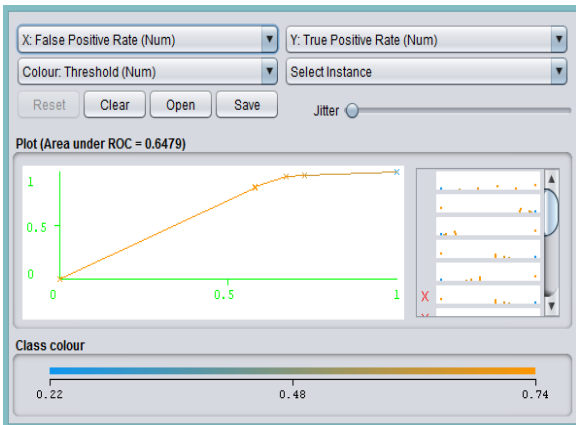 X: False Positive Rate (Num) Y: True Positive Rate (Num)
Colour: Threshold (Num) Select Instance
Reset Clear Open Save Jitter
Plot (Area under ROC = 0.6479)
1
0.5
0
0 0.5 1
X
Class colour
0.22 0.48 0.74